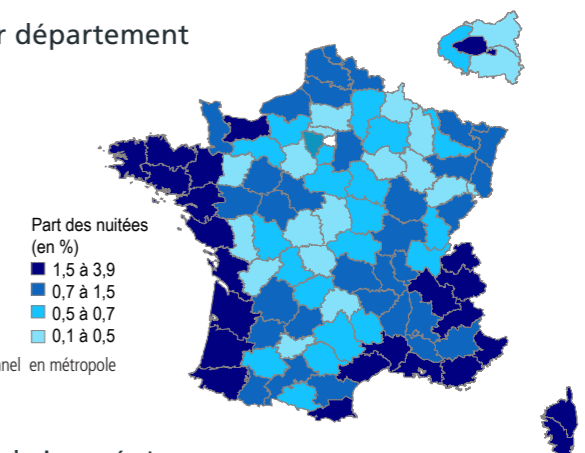 r département
Part des nuitées
(en %)
1,5 à 3,9
0,7 à 1,5
0,5 à 0,7
0,1 à 0,5
nel en métropole